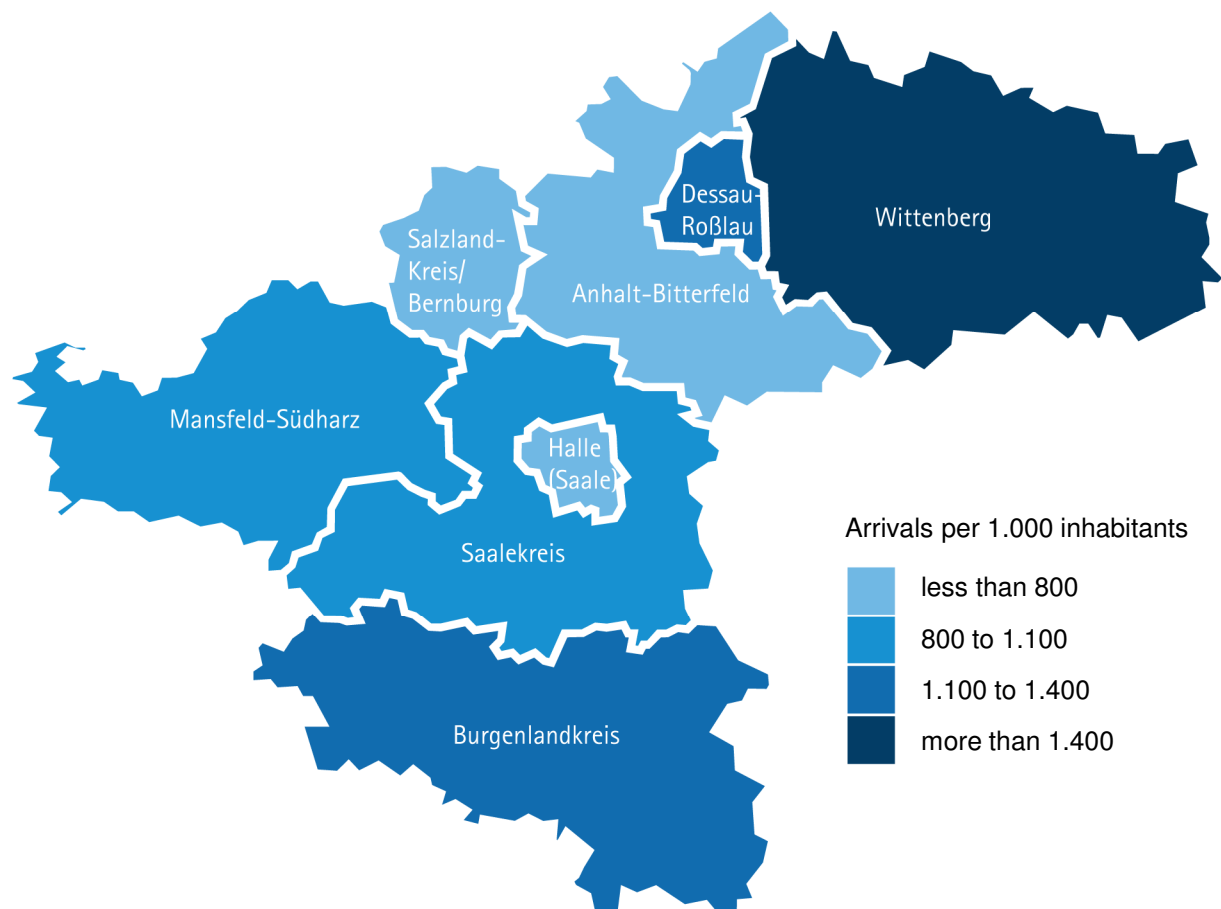 Dessau-
Roßlau
Wittenberg
Salzland-
Kreis/
Bernburg
Anhalt-Bitterfeld
Mansfeld-Südharz
Halle
(Saale)
Saalekreis
Burgenlandkreis
Arrivals per 1.000 inhabitants
less than 800
800 to 1.100
1.100 to 1.400
more than 1.400